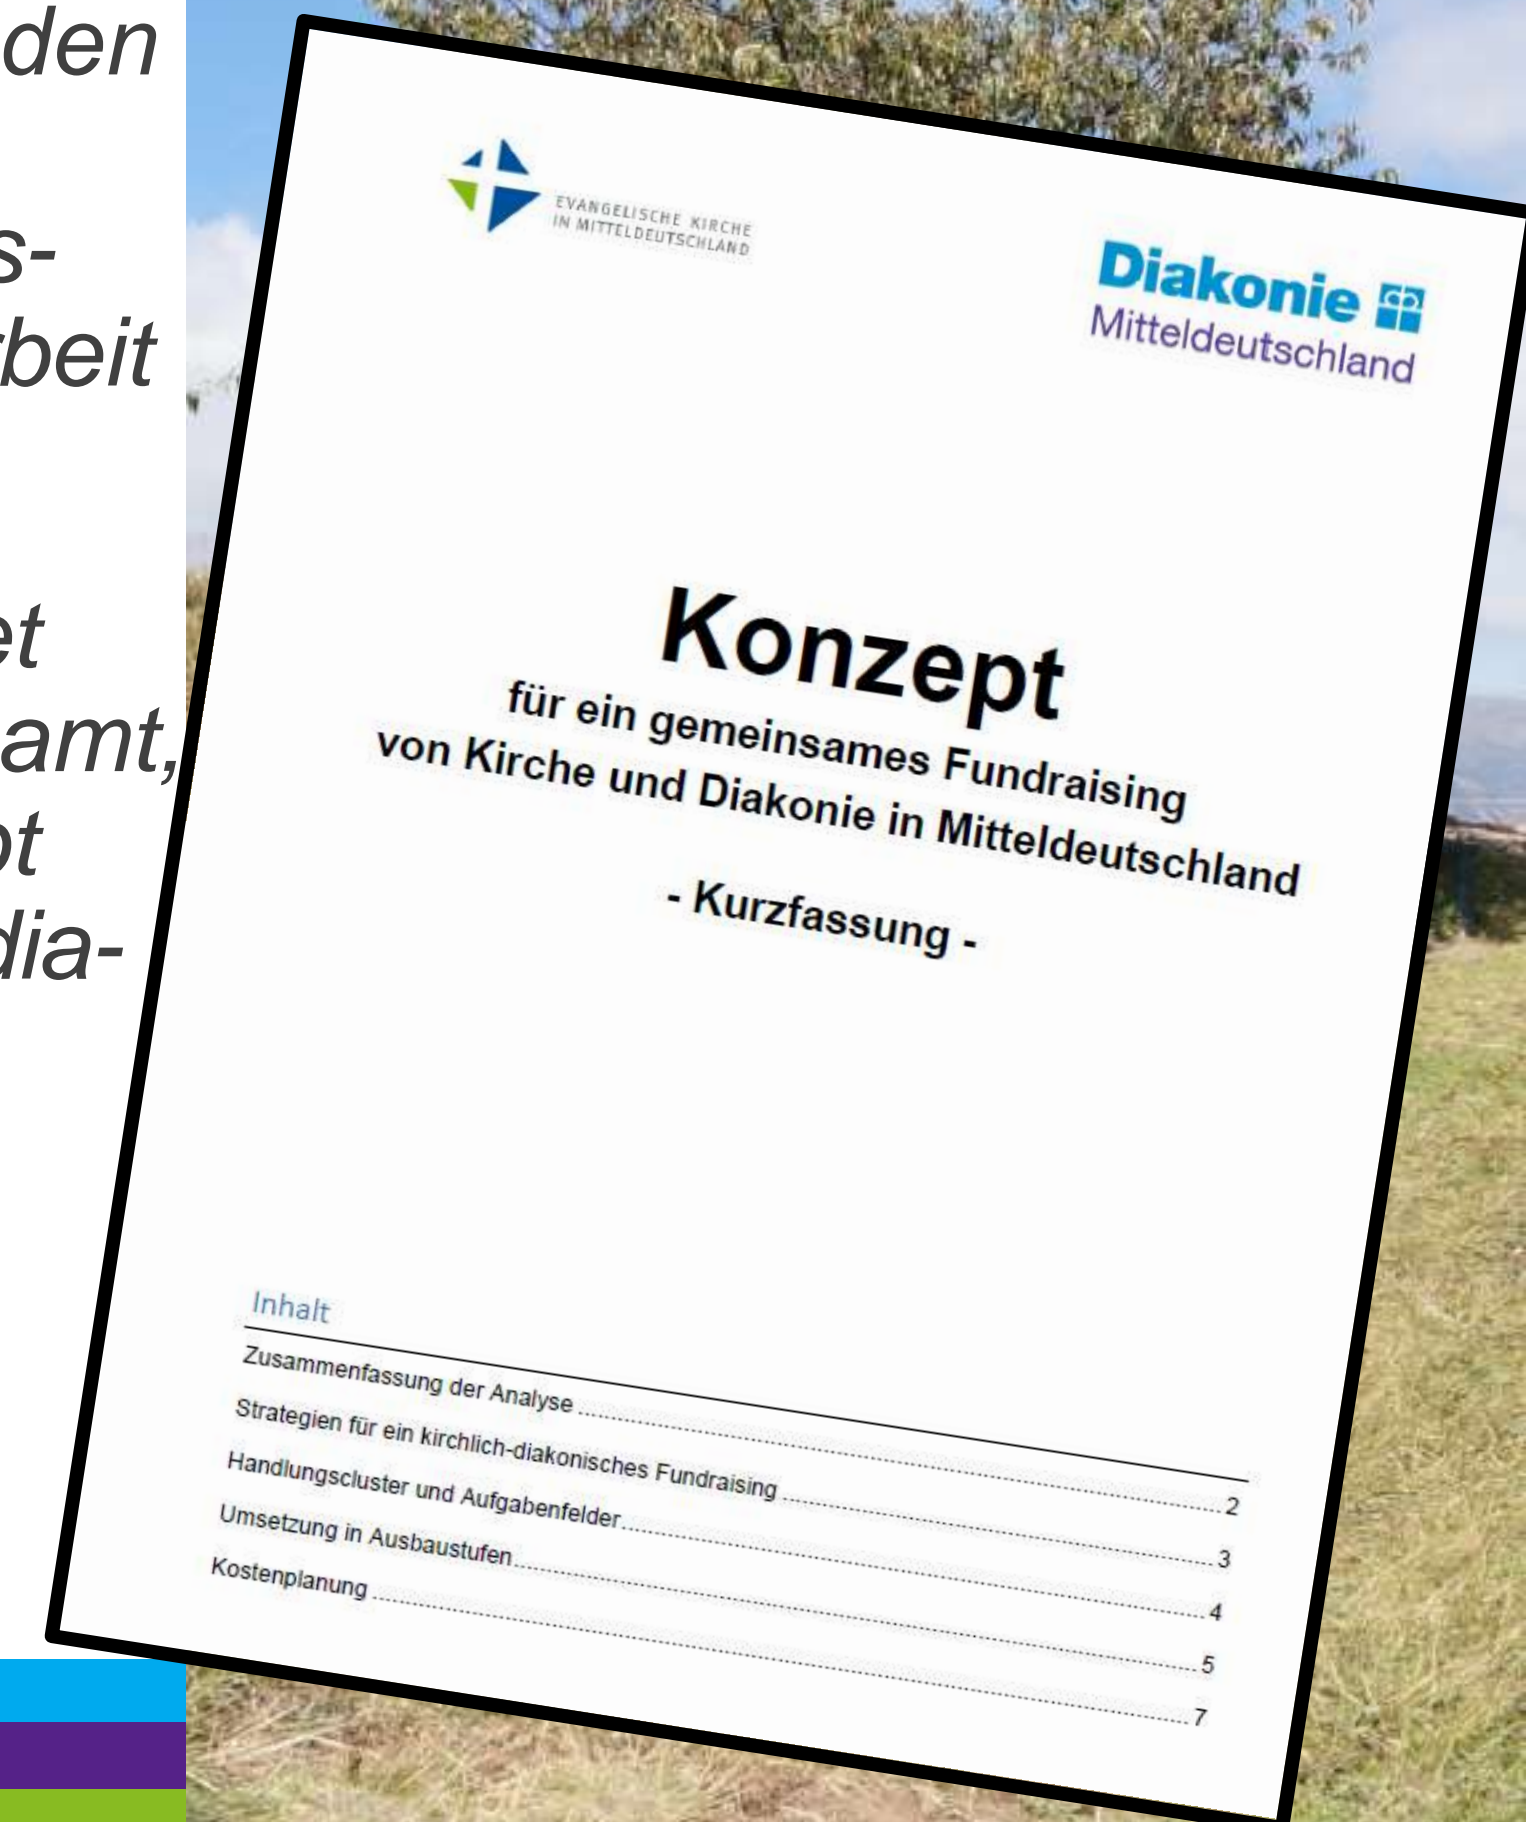 den
s-
beit
et
amt,
ot
dia-
EVANGELISCHE KIRCHE
IN MITTELDEUTSCHLAND
Diakonie
Mitteldeutschland
Konzept
für ein gemeinsames Fundraising
von Kirche und Diakonie in Mitteldeutschland
- Kurzfassung -
Inhalt
Zusammenfassung der Analyse ........ 2
Strategien für ein kirchlich-diakonisches Fundraising ........ 3
Handlungscluster und Aufgabenfelder ........ 4
Umsetzung in Ausbaustufen ........ 5
Kostenplanung ........ 7